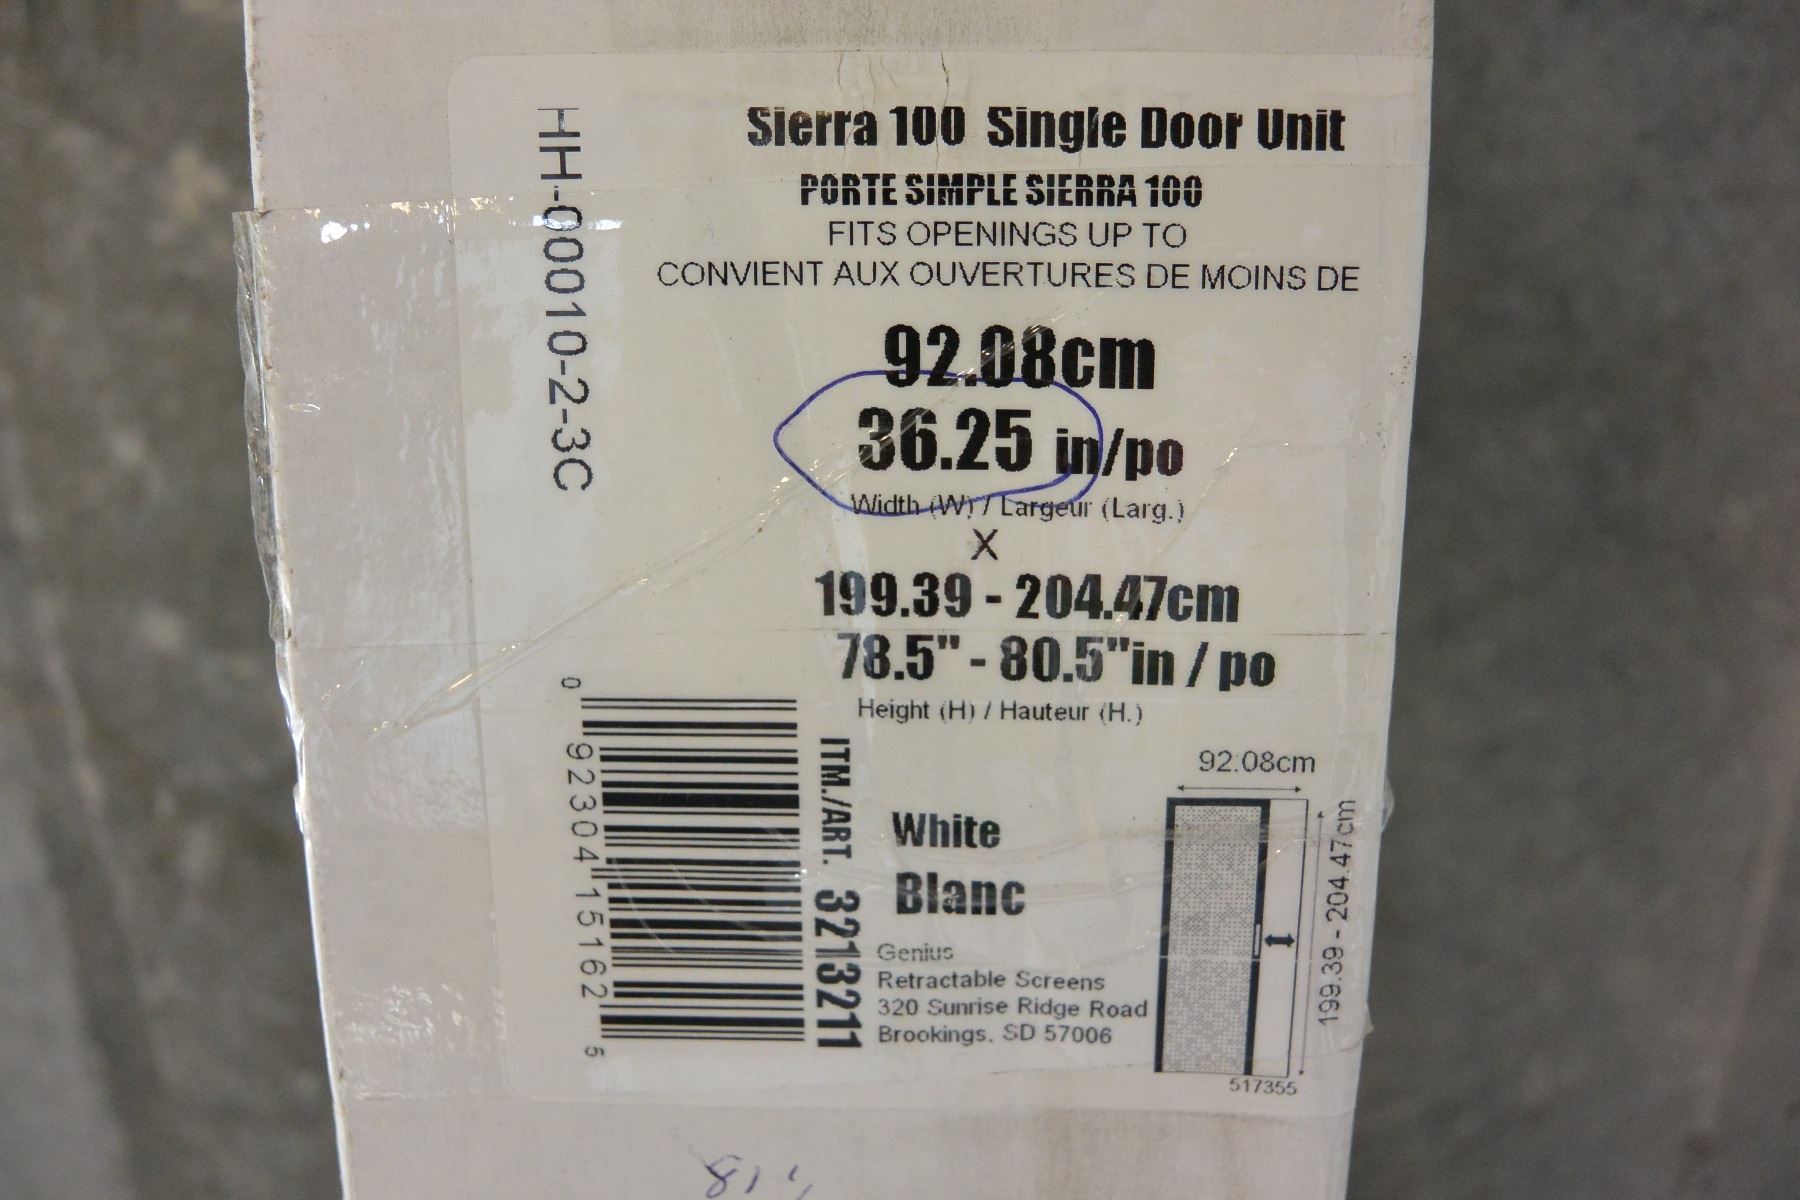 HH-00010-2-3C
Sierra 100 Single Door Unit
PORTE SIMPLE SIERRA 100
FITS OPENINGS UP TO
CONVIENT AUX OUVERTURES DE MOINS DE
92.08cm
36.25 in/po
Width (W) / Largeur (Larg.)
X
199.39 - 204.47cm
78.5" - 80.5"in / po
Height (H) / Hauteur (H.)
0 92304 15162 5
ITM./ART. 3213211
White
Blanc
Genius
Retractable Screens
320 Sunrise Ridge Road
Brookings, SD 57006
92.08cm
199.39 - 204.47cm
517355